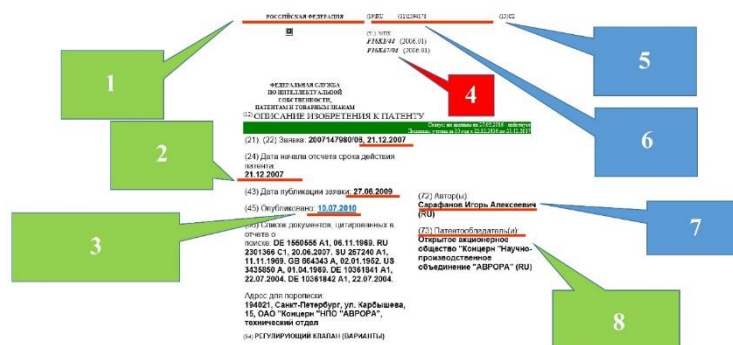 РОССИЙСКАЯ ФЕДЕРАЦИЯ
(19) RU
(13) C2
(51) МПК
F16K1/44 (2006.01)
F16K47/04 (2006.01)
1
4
5
6
ФЕДЕРАЛЬНАЯ СЛУЖБА
ПО ИНТЕЛЛЕКТУАЛЬНОЙ
СОБСТВЕННОСТИ,
ПАТЕНТАМ И ТОВАРНЫМ ЗНАКАМ
(12) ОПИСАНИЕ ИЗОБРЕТЕНИЯ К ПАТЕНТУ
2
(21), (22) Заявка: 2007147980/06, 21.12.2007
(24) Дата начала отсчета срока действия
патента:
21.12.2007
(43) Дата публикации заявки: 27.06.2009
(45) Опубликовано: 10.07.2010
3
Список документов, цитированных в
отчете о
поиске: DE 1550555 A1, 06.11.1969. RU
2301366 C1, 20.06.2007. SU 257240 A1,
11.11.1969. GB 664343 A, 02.01.1952. US
3435850 A, 01.04.1969. DE 10361841 A1,
22.07.2004. DE 10361842 A1, 22.07.2004.
Адрес для переписки:
194021, Санкт-Петербург, ул. Карбышева,
15, ОАО "Концерн "НПО "АВРОРА",
технический отдел
(54) РЕГУЛИРУЮЩИЙ КЛАПАН (ВАРИАНТЫ)
(72) Автор(ы):
Сарафанов Игорь Алексеевич
(RU)
(73) Патентообладатель(и):
Открытое акционерное
общество "Концерн "Научно-
производственное
объединение "АВРОРА" (RU)
7
8